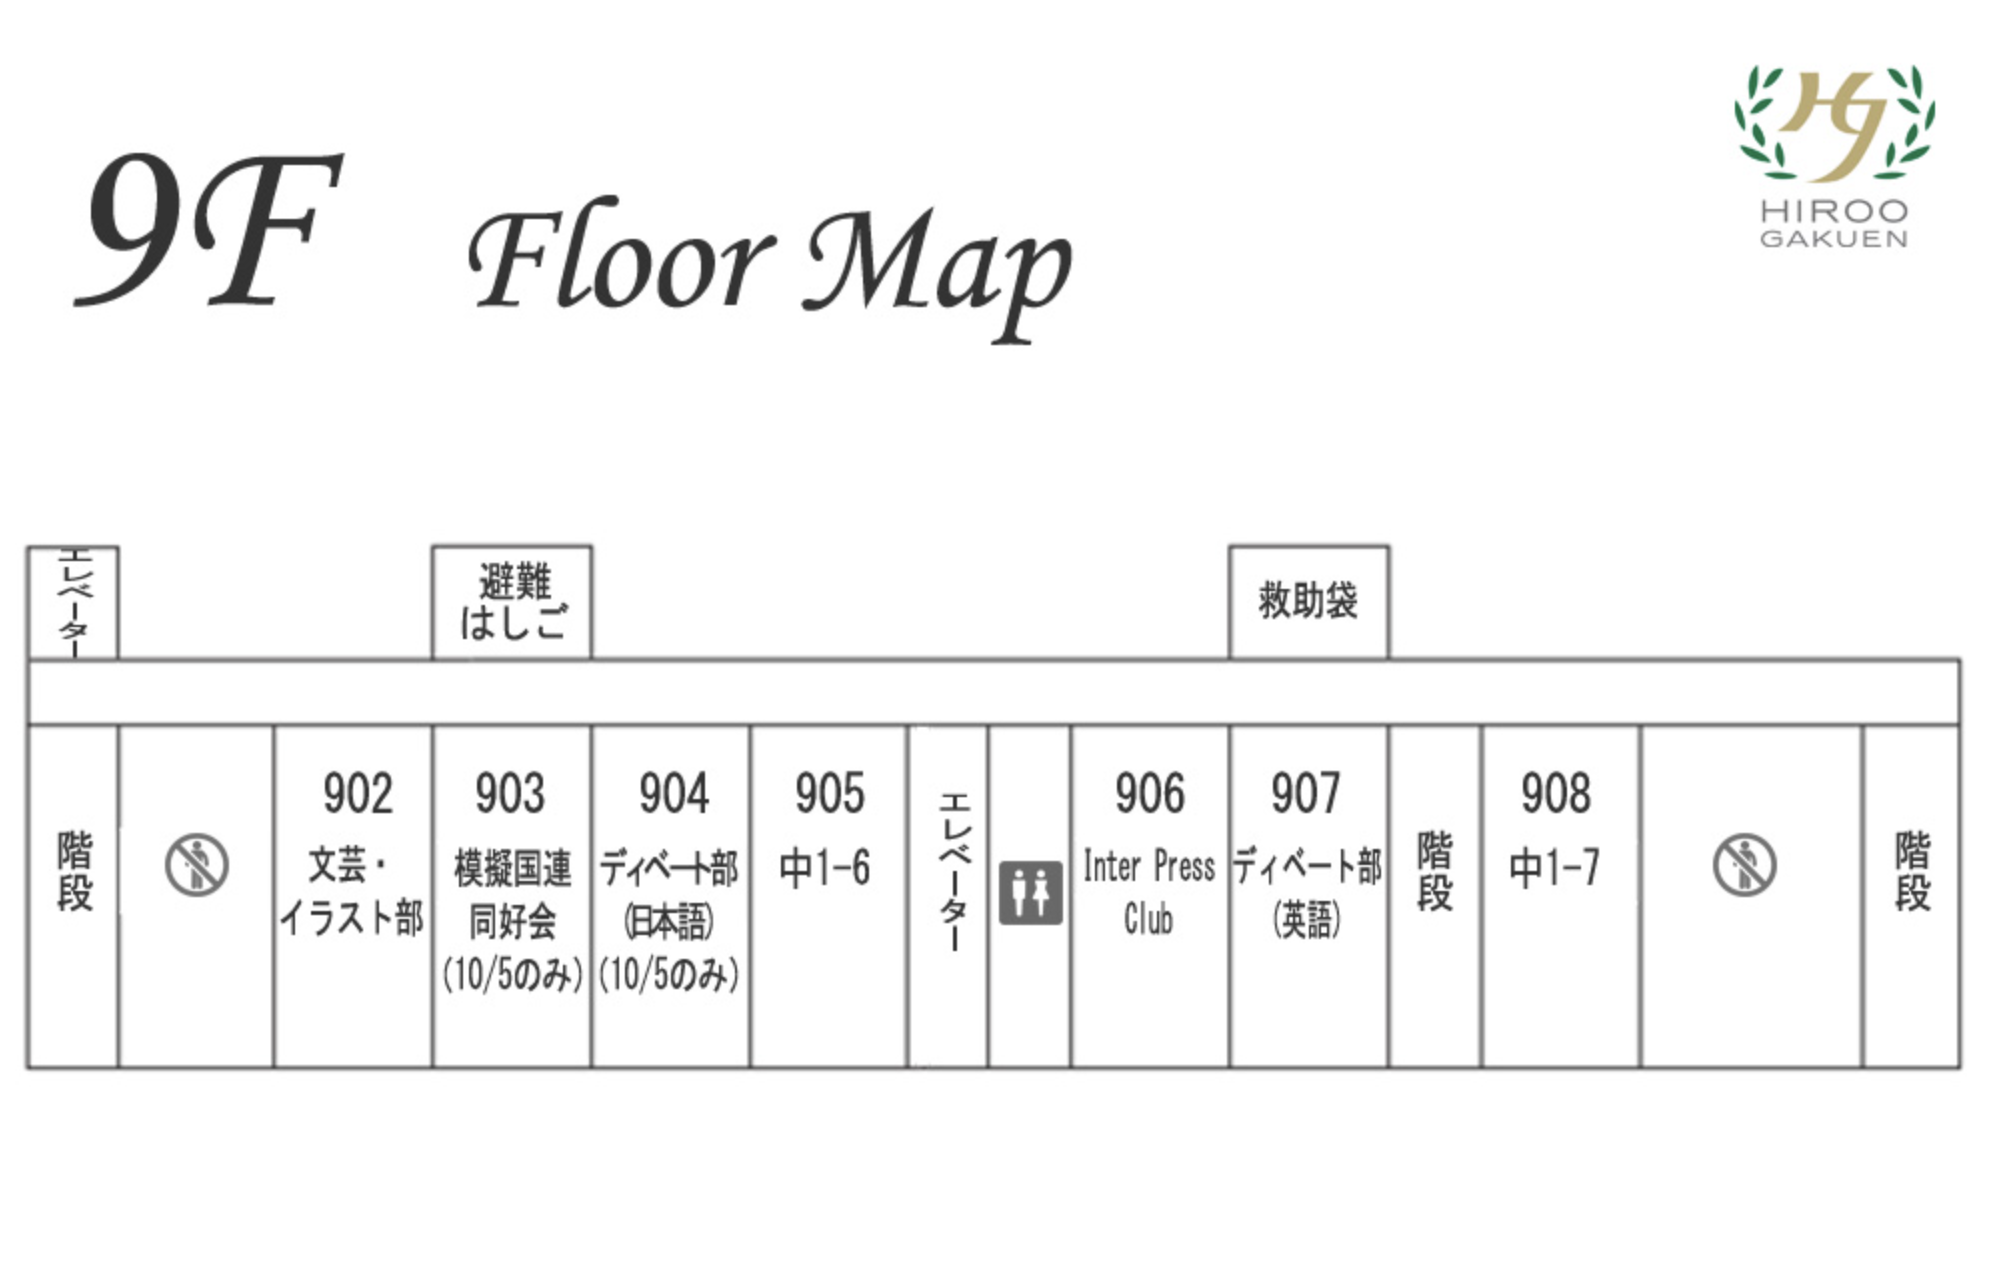 9F Floor Map
HIROO
GAKUEN
エレベーター
避難
はしご
救助袋
階段
902
文芸・
イラスト部
903
模擬国連
同好会
(10/5のみ)
904
ディベート部
(日本語)
(10/5のみ)
905
中1-6
エレベーター
906
Inter Press
Club
907
ディベート部
(英語)
階段
908
中1-7
階段